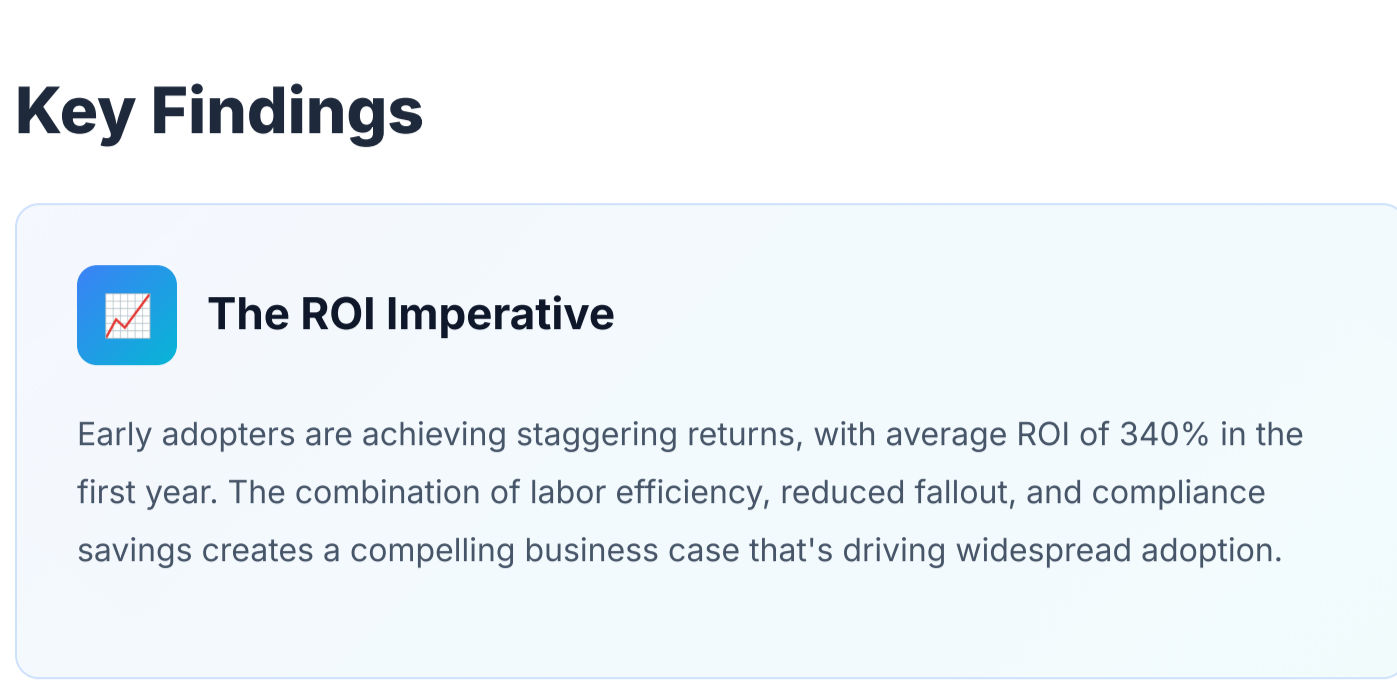 Key Findings
The ROI Imperative
Early adopters are achieving staggering returns, with average ROI of 340% in the
first year. The combination of labor efficiency, reduced fallout, and compliance
savings creates a compelling business case that's driving widespread adoption.